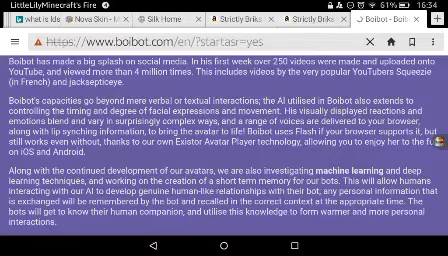 LittleLilyMinecraft's Fire
61% 16:34
what is Ide
Nova Skin - M
Silk Home
Strictly Briks
Strictly Briks
Boibot - Boibot
https://www.boibot.com/en/?startasr=yes
Boibot has made a big splash on social media. In his first week over 250 videos were made and uploaded onto
YouTube, and viewed more than 4 million times. This includes videos by the very popular YouTubers Squeezie
(in French) and jacksepticeye.
Boibot's capacities go beyond mere verbal or textual interactions; the AI utilised in Boibot also extends to
controlling the timing and degree of facial expressions and movement. His visually displayed reactions and
emotions blend and vary in surprisingly complex ways, and a range of voices are delivered to your browser,
along with lip synching information, to bring the avatar to life! Boibot uses Flash if your browser supports it, but
still works even without, thanks to our own Existor Avatar Player technology, allowing you to enjoy her to the fu
on iOS and Android.
Along with the continued development of our avatars, we are also investigating machine learning and deep
learning techniques, and working on the creation of a short term memory for our bots. This will allow humans
interacting with our AI to develop genuine human-like relationships with their bot; any personal information
that is exchanged will be remembered by the bot and recalled in the correct context at the appropriate time. The
bots will get to know their human companion, and utilise this knowledge to form warmer and more personal
interactions.